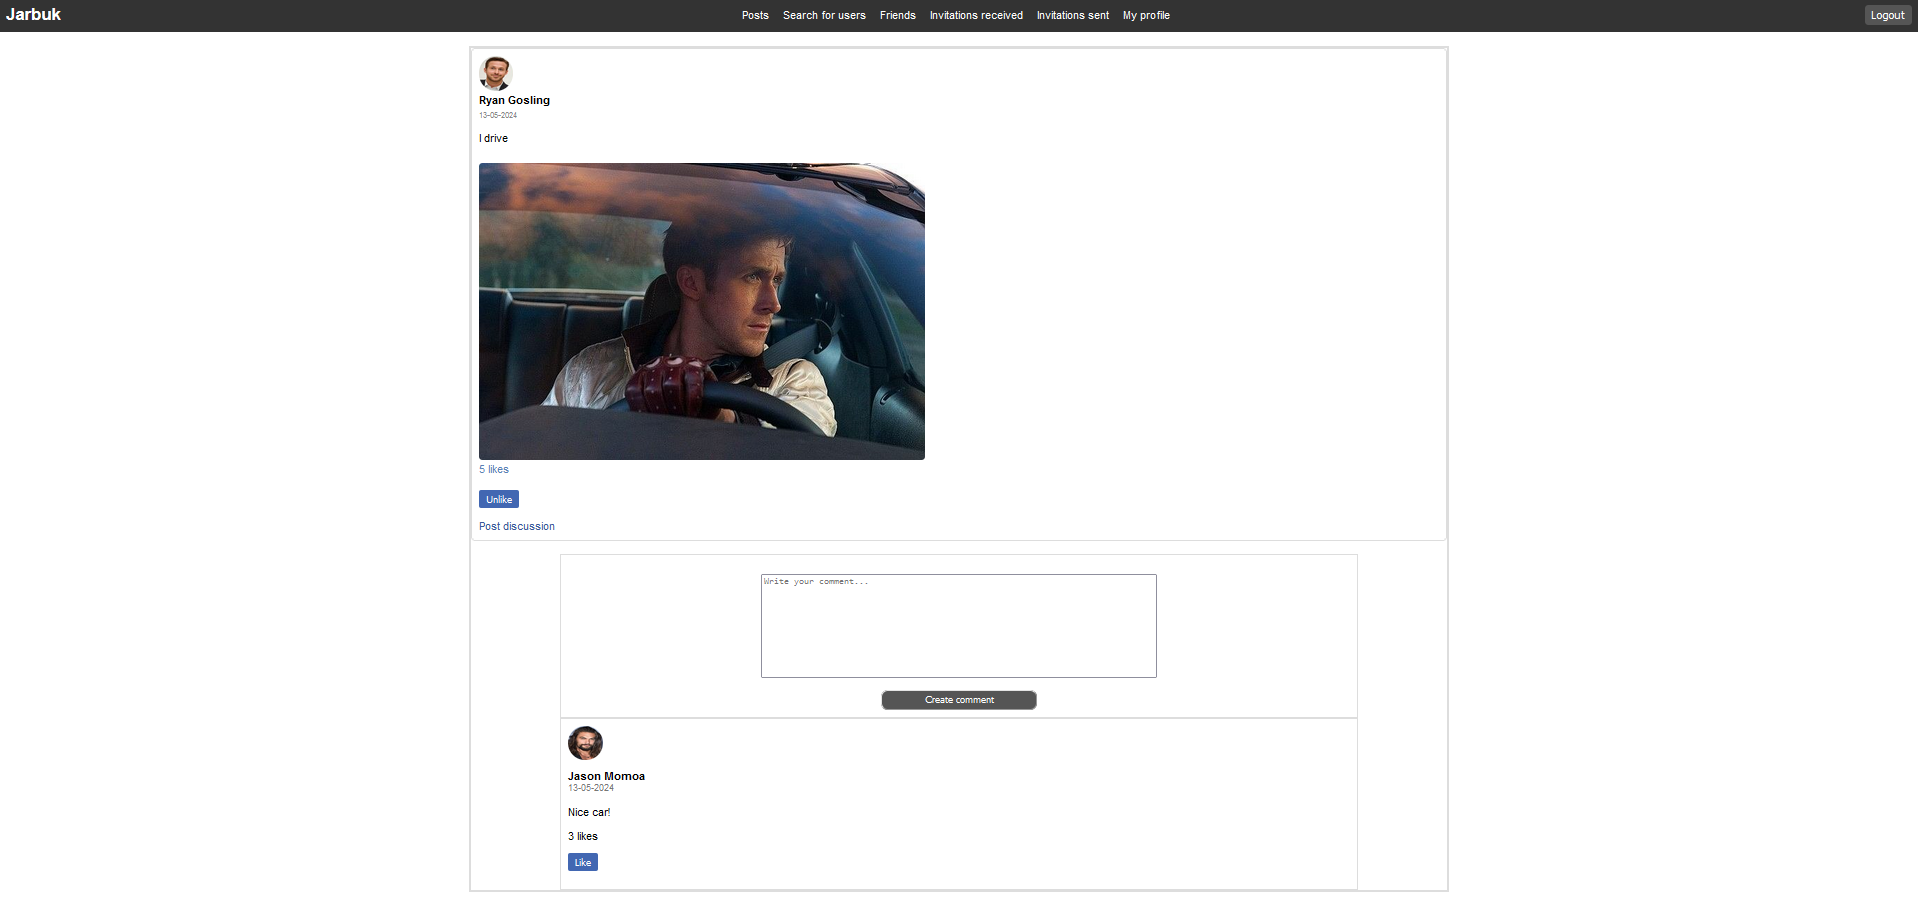 Jarbuk
Posts Search for users Friends Invitations received Invitations sent My profile
Logout
Ryan Gosling
13-05-2024
I drive
5 likes
Unlike
Post discussion
Write your comment...
Create comment
Jason Momoa
13-05-2024
Nice car!
3 likes
Like